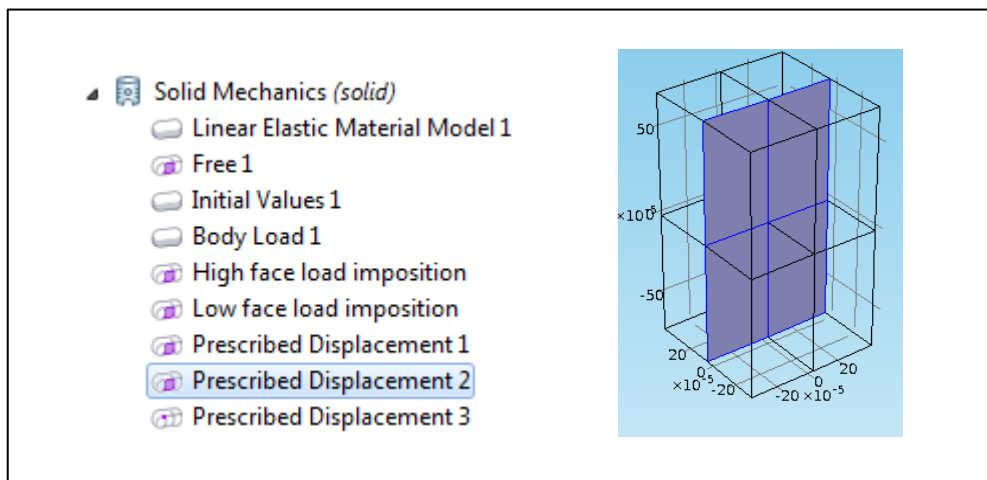 Solid Mechanics (solid)
Linear Elastic Material Model 1
Free 1
Initial Values 1
Body Load 1
High face load imposition
Low face load imposition
Prescribed Displacement 1
Prescribed Displacement 2
Prescribed Displacement 3
50
×10⁻⁵ 0
-50
20
0
×10⁻⁵ -20
20
0
-20 ×10⁻⁵